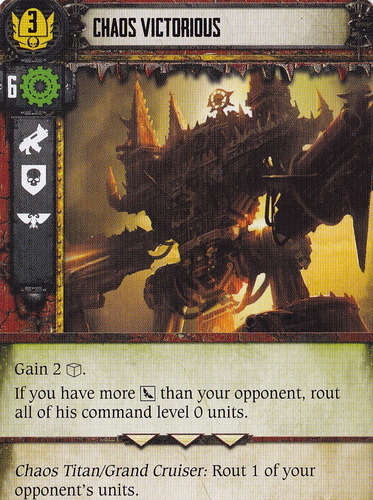 3
CHAOS VICTORIOUS
6
Gain 2 .
If you have more than your opponent, rout
all of his command level 0 units.
Chaos Titan/Grand Cruiser: Rout 1 of your
opponent's units.